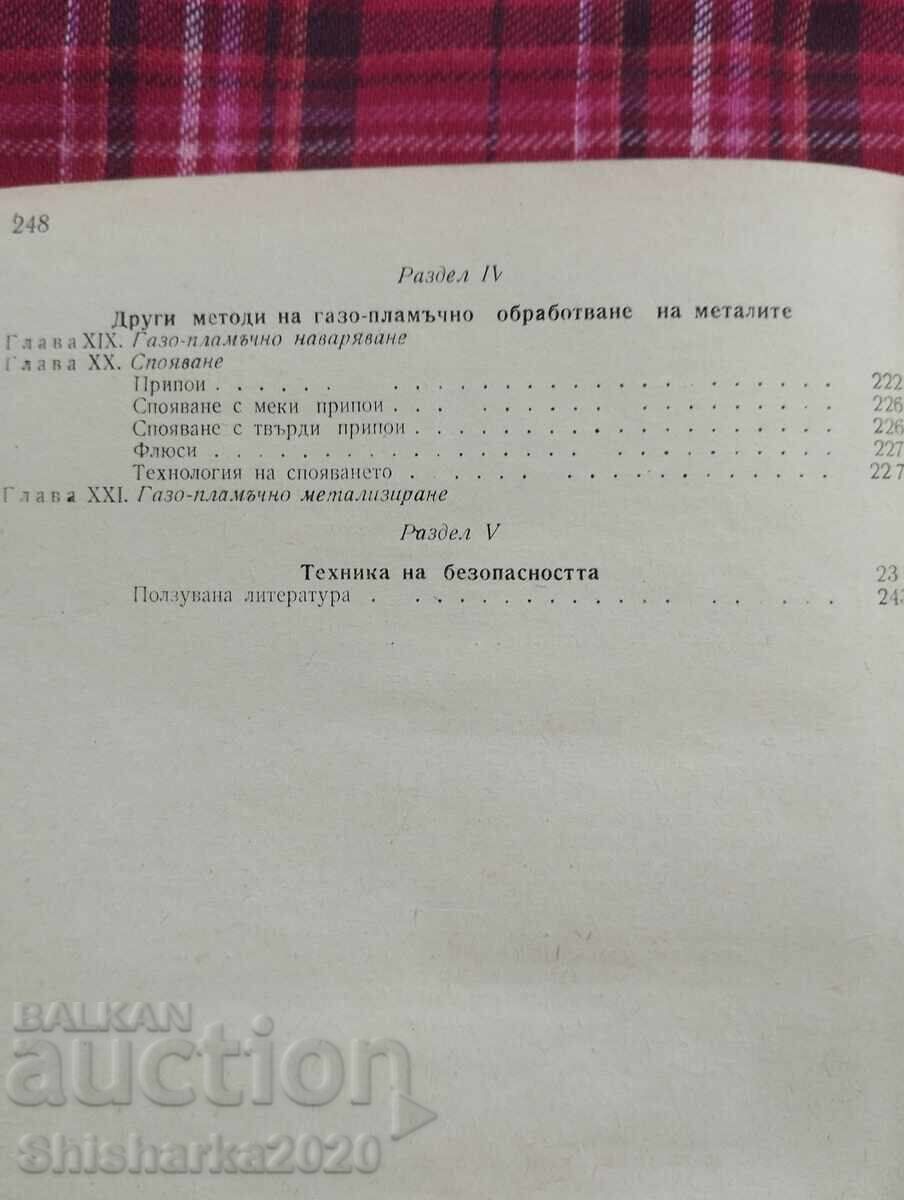 248
Раздел IV
Други методи на газо-пламъчно обработване на металите
Глава XIX. Газо-пламъчно наваряване
Глава XX. Спояване
Припои . . . . . . . . . . . . . . . . . . . . . . . . 222
Спояване с меки припои . . . . . . . . . . . . . . . . 226
Спояване с твърди припои . . . . . . . . . . . . . . . . 226
Флюси . . . . . . . . . . . . . . . . . . . . . . . . 227
Технология на спояването . . . . . . . . . . . . . . . . 227
Глава XXI. Газо-пламъчно метализиране
Раздел V
Техника на безопасността 23
Ползувана литература . . . . . . . . . . . . . . . . 243
BALKAN
auction
Shisharka2020